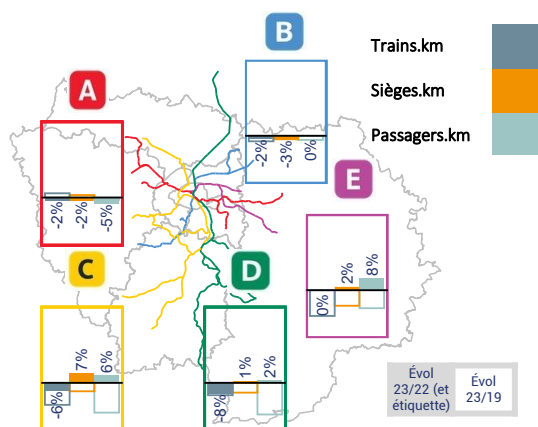 B
Trains.km
A
Sièges.km
Passagers.km
-2%
-3%
0%
E
-2%
-2%
-5%
C
D
0%
2%
8%
-6%
7%
6%
-8%
1%
2%
Évol
23/22 (et
étiquette)
Évol
23/19